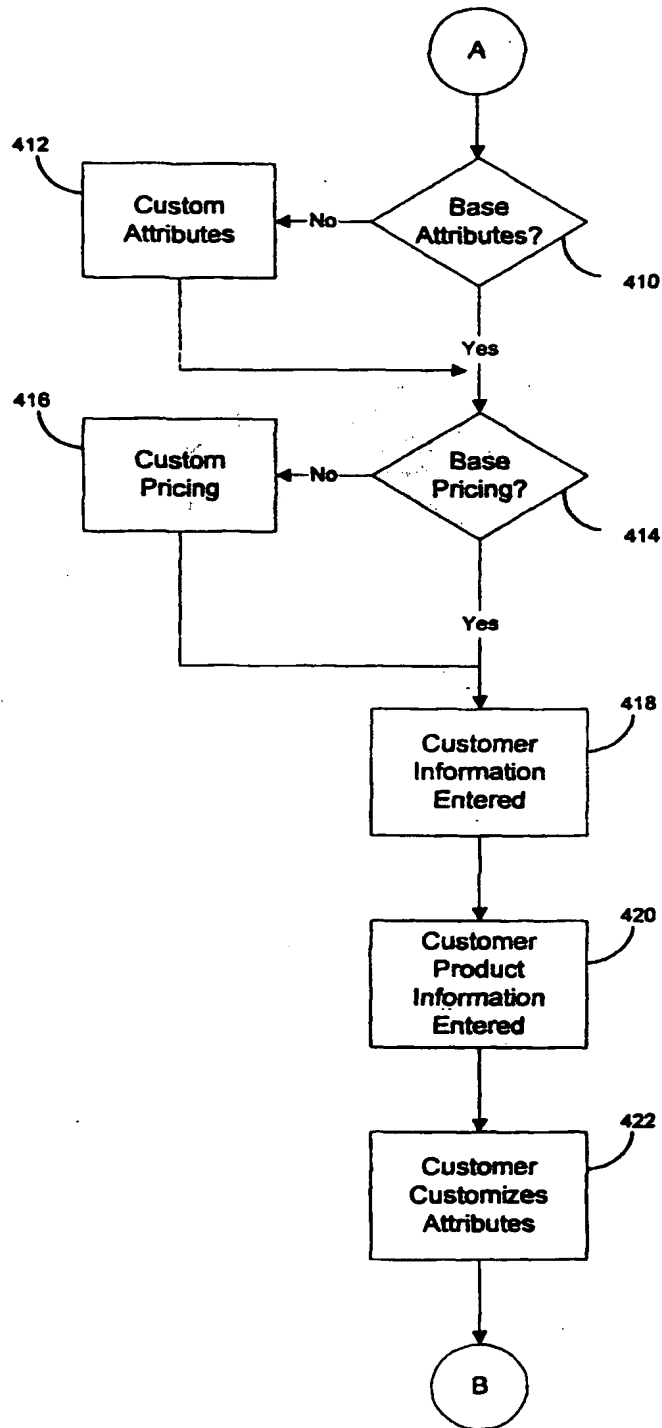 A
412
Custom
Attributes
No
Base
Attributes?
410
Yes
416
Custom
Pricing
No
Base
Pricing?
414
Yes
418
Customer
Information
Entered
420
Customer
Product
Information
Entered
422
Customer
Customizes
Attributes
B